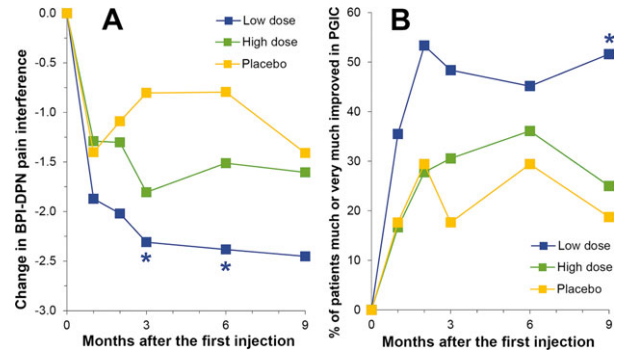 A
Low dose
High dose
Placebo
0.0
-0.5
-1.0
-1.5
-2.0
-2.5
-3.0
Change in BPI-DPN pain interference
*
*
0
3
6
9
Months after the first injection
B
60
50
40
30
20
10
0
% of patients much or very much improved in PGIC
*
Low dose
High dose
Placebo
0
3
6
9
Months after the first injection